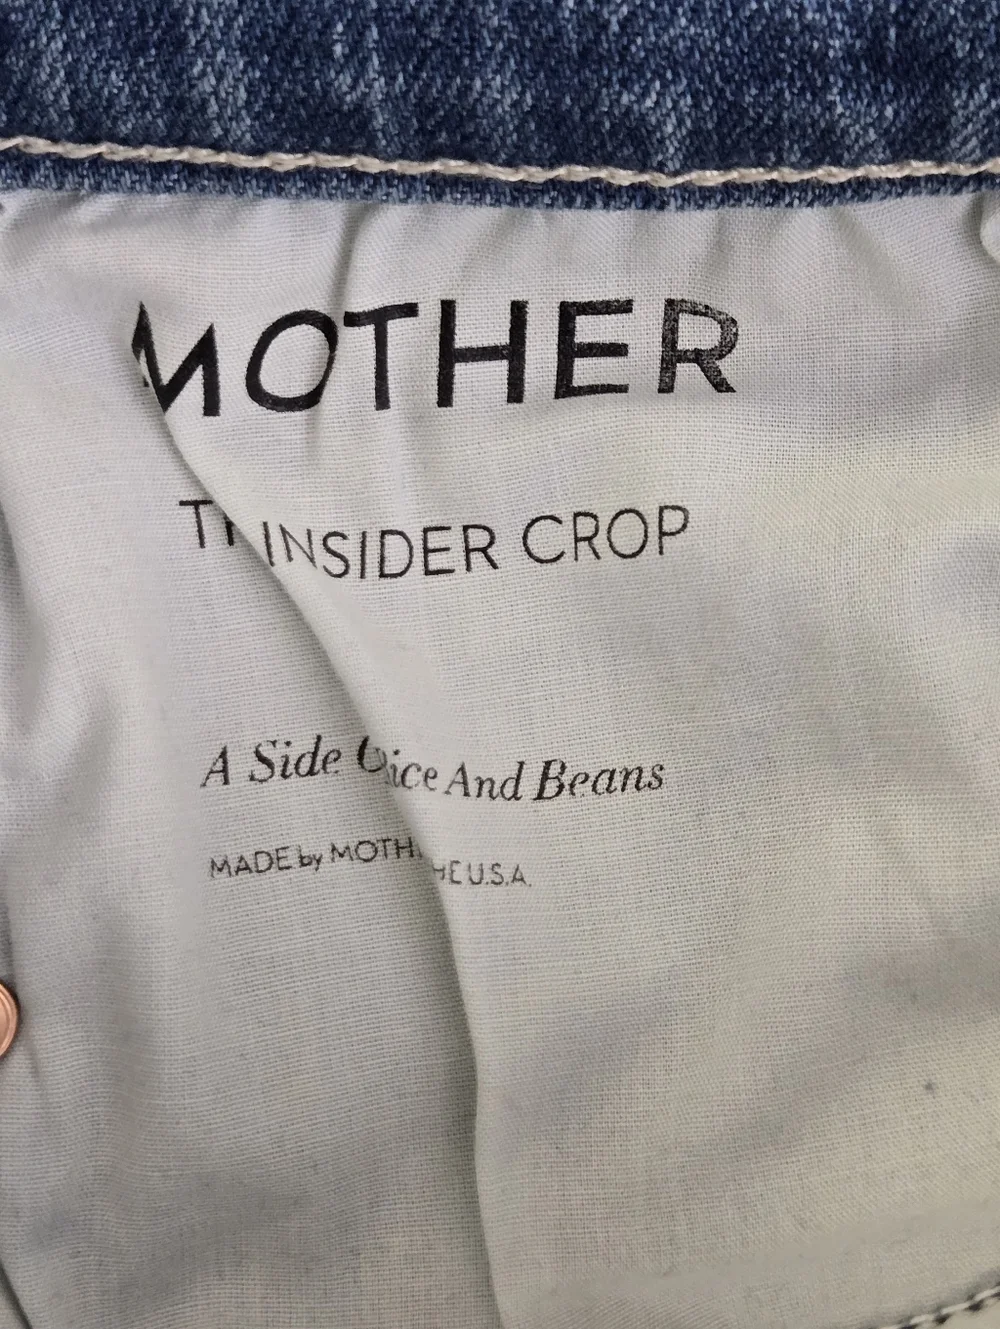 MOTHER
INSIDER CROP
A Side And Beans
MADE by U.S.A.